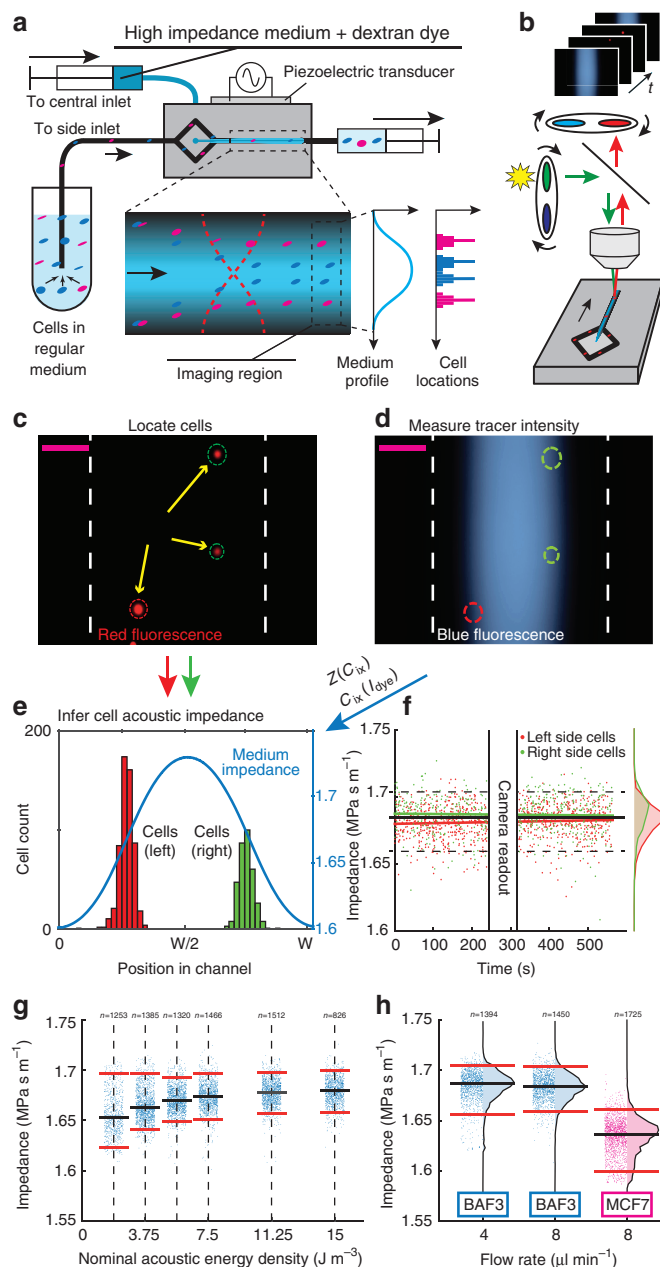 a
High impedance medium + dextran dye
Piezoelectric transducer
To central inlet
To side inlet
Cells in
regular
medium
Imaging region
Medium
profile
Cell
locations
b
t
c
Locate cells
Red fluorescence
d
Measure tracer intensity
Blue fluorescence
Z(C_ix)
C_ix(I_dye)
e
Infer cell acoustic impedance
200
Cell count
0
Medium
impedance
Cells
(left)
Cells
(right)
1.7
1.65
1.6
0
W/2
W
Position in channel
f
1.75
1.7
1.65
1.6
Impedance (MPa s m⁻¹)
Left side cells
Right side cells
Camera readout
0
100
200
300
400
500
Time (s)
g
n=1253
n=1385
n=1320
n=1466
n=1512
n=826
1.75
1.7
1.65
1.6
1.55
Impedance (MPa s m⁻¹)
0
3.75
7.5
11.25
15
Nominal acoustic energy density (J m⁻³)
h
n=1394
n=1450
n=1725
1.75
1.7
1.65
1.6
1.55
Impedance (MPa s m⁻¹)
BAF3
BAF3
MCF7
4
8
8
Flow rate (µl min⁻¹)